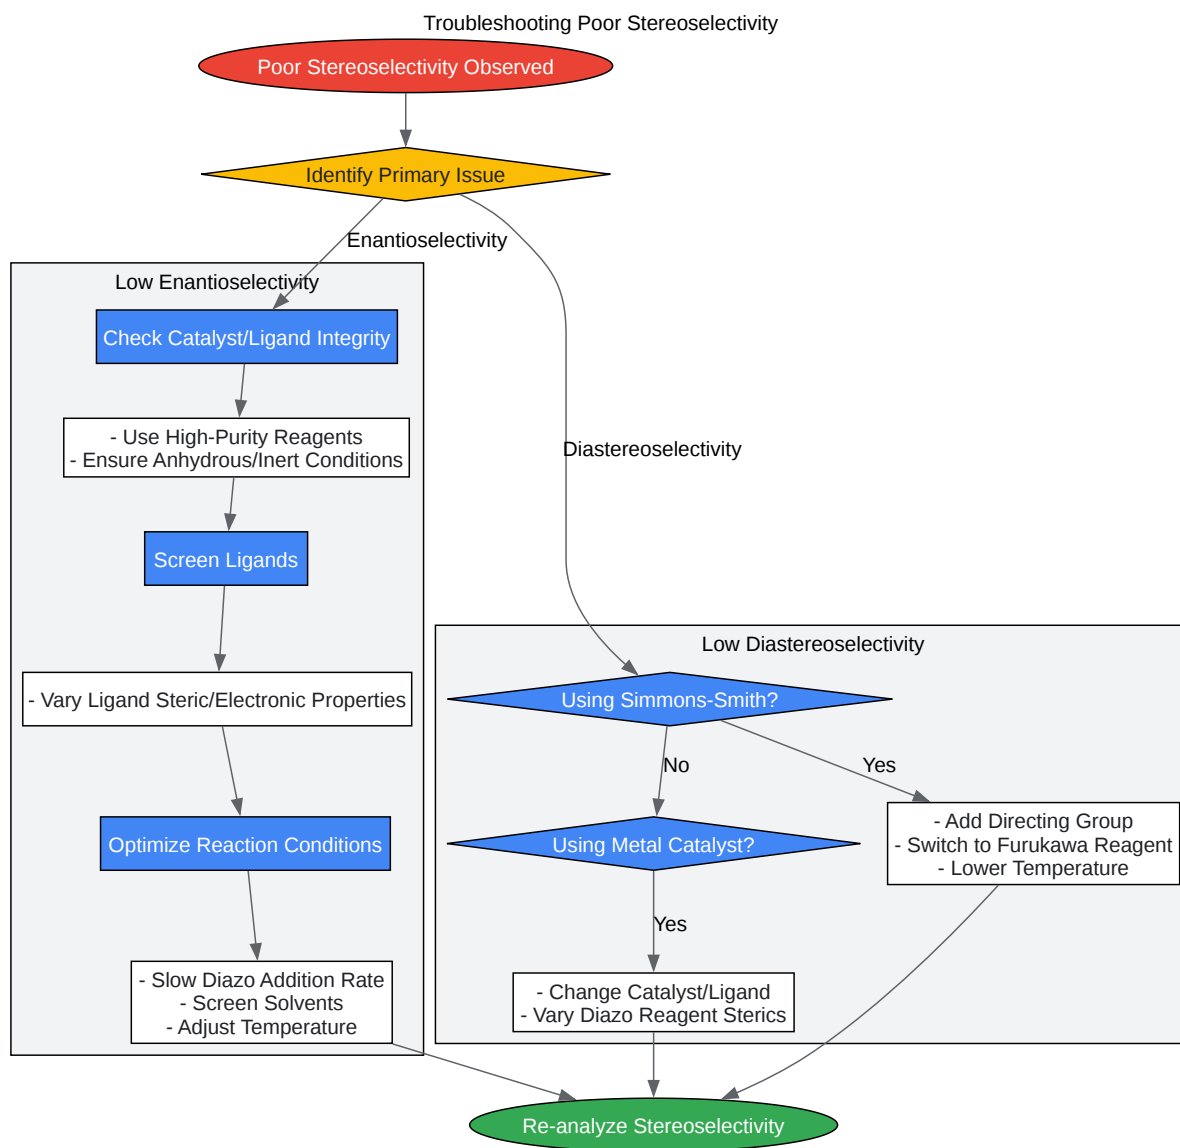 Troubleshooting Poor Stereoselectivity
Poor Stereoselectivity Observed
Identify Primary Issue
Enantioselectivity
Low Enantioselectivity
Check Catalyst/Ligand Integrity
- Use High-Purity Reagents
- Ensure Anhydrous/Inert Conditions
Screen Ligands
- Vary Ligand Steric/Electronic Properties
Optimize Reaction Conditions
- Slow Diazo Addition Rate
- Screen Solvents
- Adjust Temperature
Diastereoselectivity
Low Diastereoselectivity
Using Simmons-Smith?
No
Yes
Using Metal Catalyst?
- Add Directing Group
- Switch to Furukawa Reagent
- Lower Temperature
Yes
- Change Catalyst/Ligand
- Vary Diazo Reagent Sterics
Re-analyze Stereoselectivity